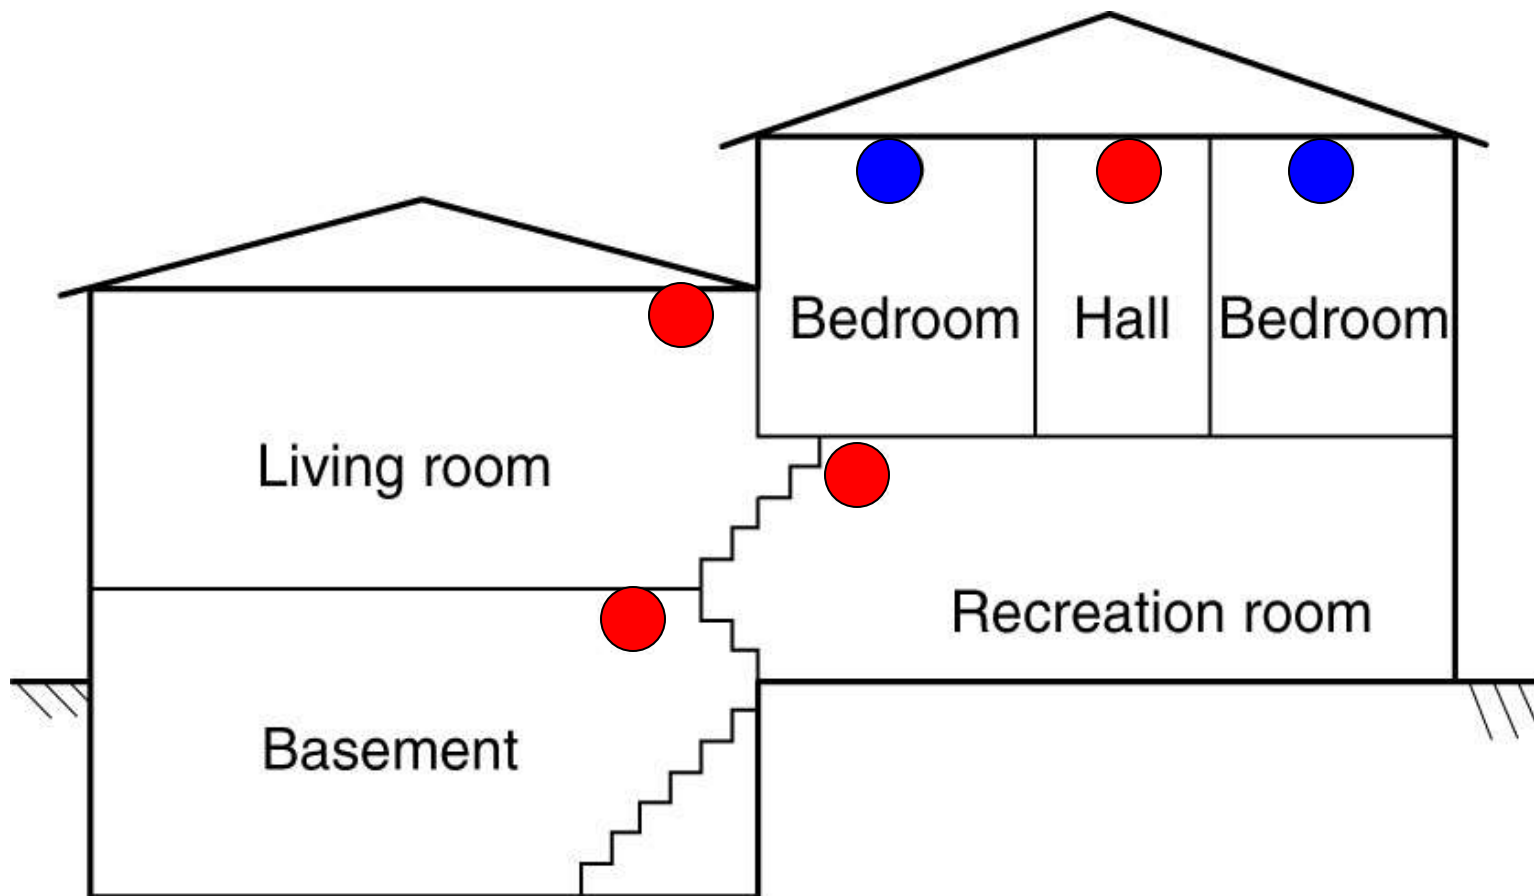 Bedroom
Hall
Bedroom
Living room
Recreation room
Basement